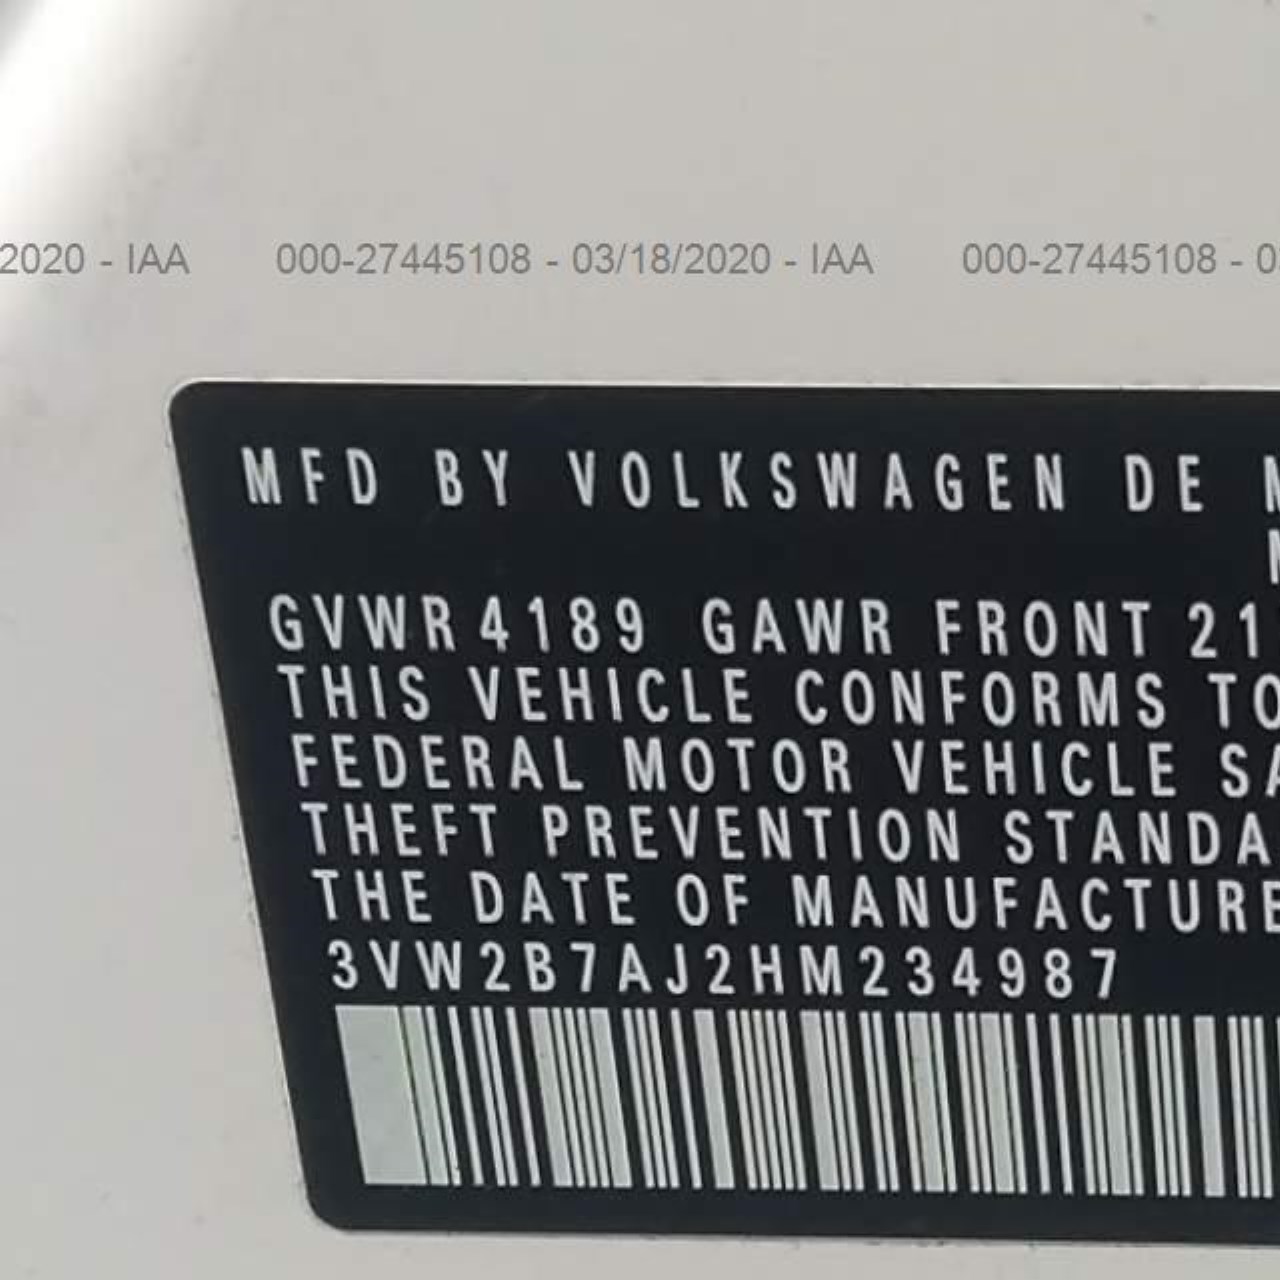 2020 - IAA 000-27445108 - 03/18/2020 - IAA 000-27445108 - 
MFD BY VOLKSWAGEN DE
GVWR 4189 GAWR FRONT 21
THIS VEHICLE CONFORMS TO
FEDERAL MOTOR VEHICLE SA
THEFT PREVENTION STANDA
THE DATE OF MANUFACTURE
3VW2B7AJ2HM234987